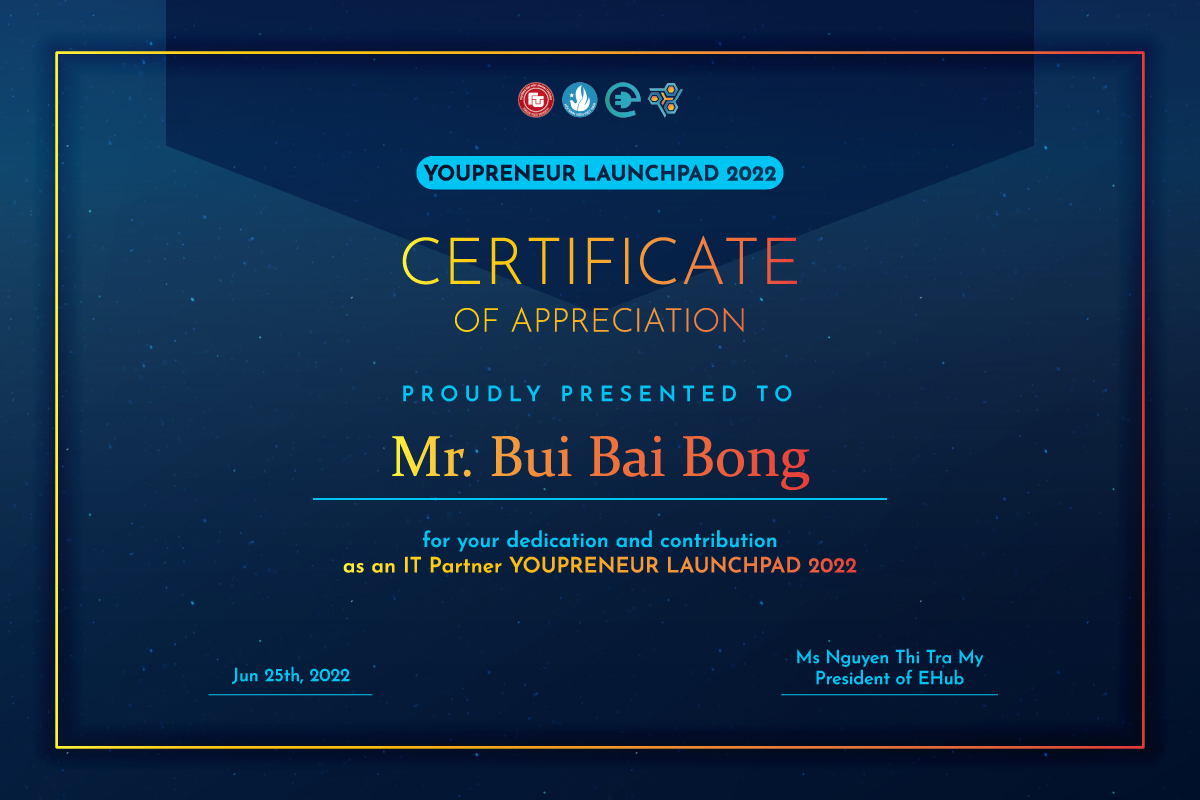 YOUPRENEUR LAUNCHPAD 2022
CERTIFICATE
OF APPRECIATION
PROUDLY PRESENTED TO
Mr. Bui Bai Bong
for your dedication and contribution
as an IT Partner YOUPRENEUR LAUNCHPAD 2022
Jun 25th, 2022
Ms Nguyen Thi Tra My
President of EHub